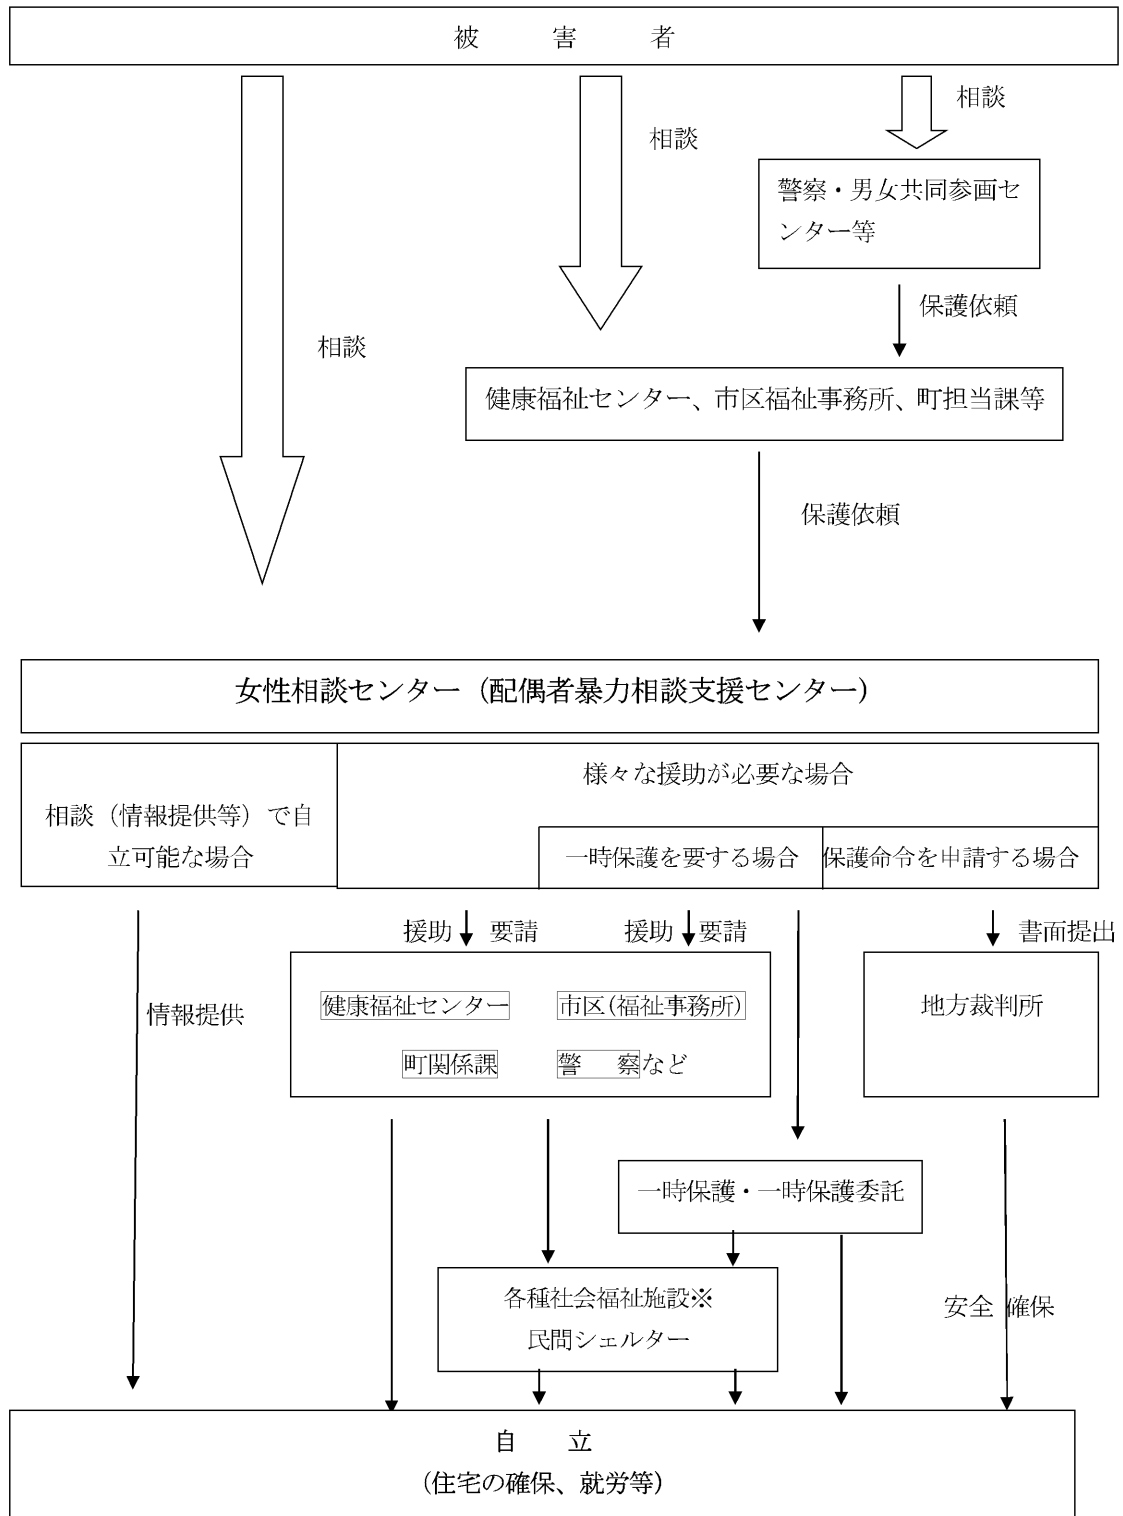 被　害　者
相談
相談
警察・男女共同参画セ
ンター等
保護依頼
相談
健康福祉センター、市区福祉事務所、町担当課等
保護依頼
女性相談センター（配偶者暴力相談支援センター）
様々な援助が必要な場合
相談（情報提供等）で自
立可能な場合
一時保護を要する場合
保護命令を申請する場合
援助 要請
援助 要請
書面提出
情報提供
健康福祉センター
市区(福祉事務所)
地方裁判所
町関係課
警　察など
一時保護・一時保護委託
各種社会福祉施設※
民間シェルター
安全 確保
自　立
（住宅の確保、就労等）